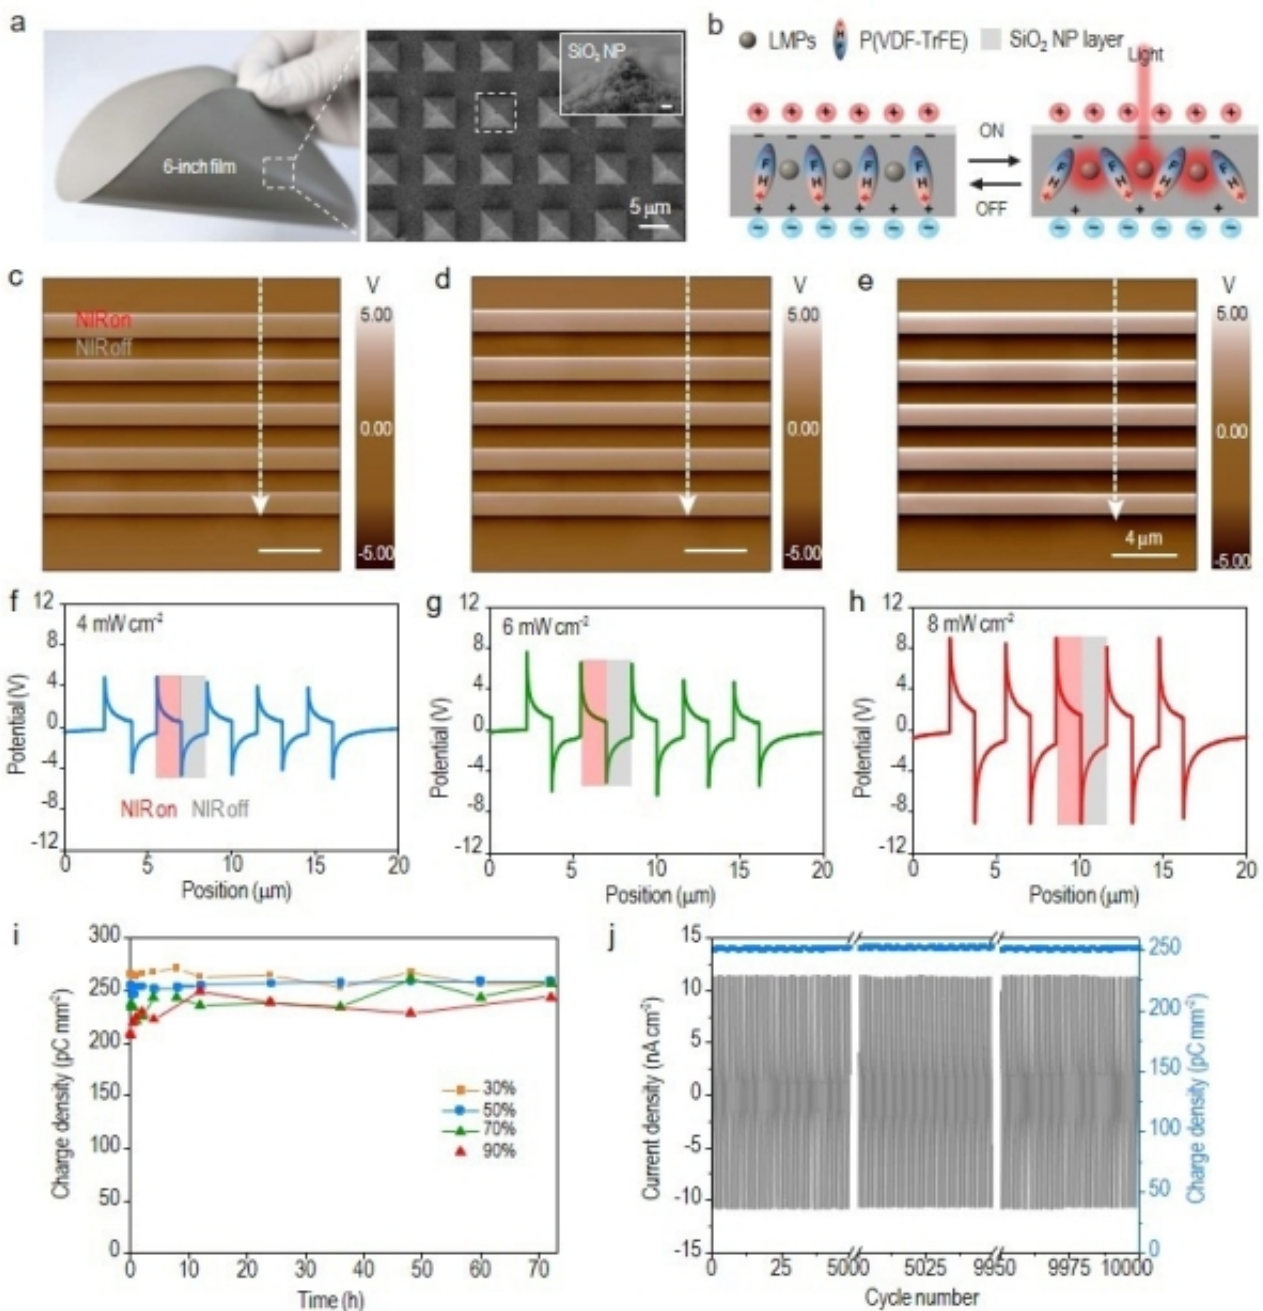 a
SiO₂ NP
6-inch film
5 μm
b
LMPs
P(VDF-TrFE)
SiO₂ NP layer
Light
ON
OFF
F
H
F
H
F
H
F
H
F
H
F
H
F
H
F
H
c
NIR on
NIR off
V
5.00
0.00
-5.00
d
V
5.00
0.00
-5.00
e
4 μm
V
5.00
0.00
-5.00
f
4 mW cm⁻²
12
8
4
0
-4
-8
-12
Potential (V)
NIR on
NIR off
0 5 10 15 20
Position (μm)
g
6 mW cm⁻²
12
8
4
0
-4
-8
-12
Potential (V)
0 5 10 15 20
Position (μm)
h
8 mW cm⁻²
12
8
4
0
-4
-8
-12
Potential (V)
0 5 10 15 20
Position (μm)
i
300
250
200
150
100
50
0
Charge density (pC mm⁻²)
30%
50%
70%
90%
0 10 20 30 40 50 60 70
Time (h)
j
15
10
5
0
-5
-10
-15
Current density (nA cm⁻²)
250
200
150
100
50
0
Charge density (pC mm⁻²)
0 25 5000 5025 9950 9975 10000
Cycle number